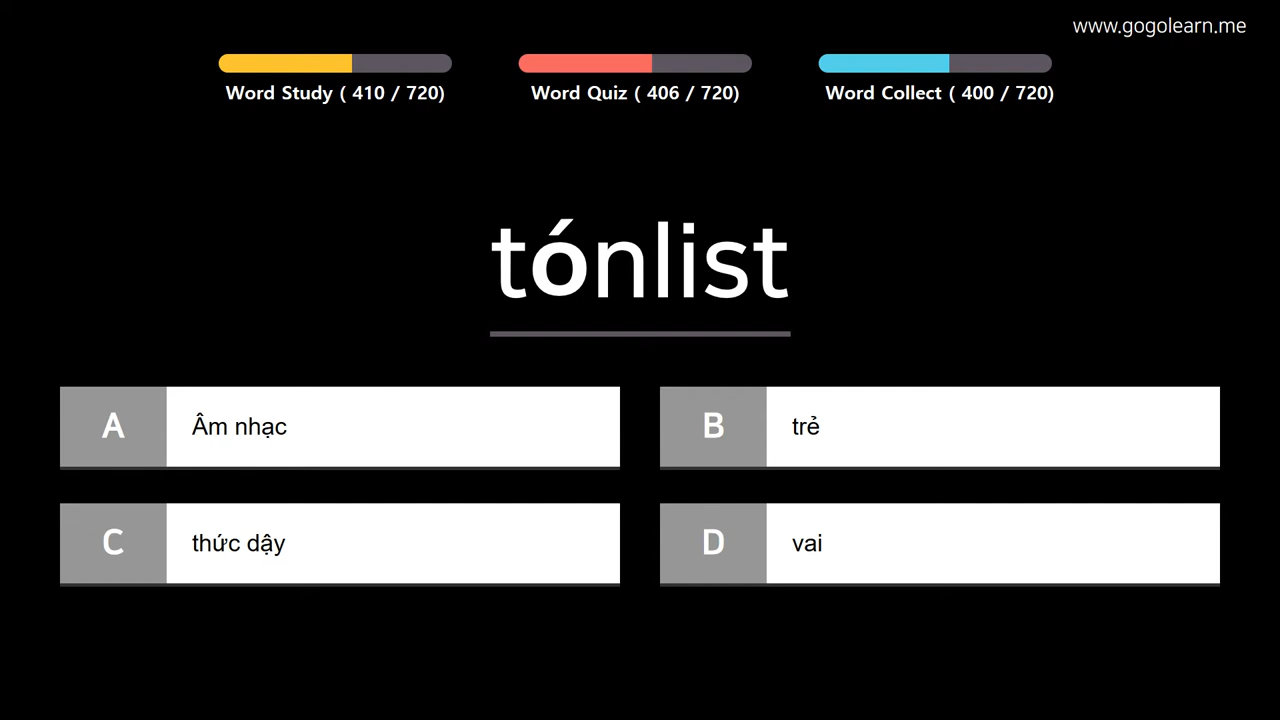 www.gogolearn.me
Word Study ( 410 / 720)
Word Quiz ( 406 / 720)
Word Collect ( 400 / 720)
tónlist
A
Âm nhạc
B
trẻ
C
thức dậy
D
vai